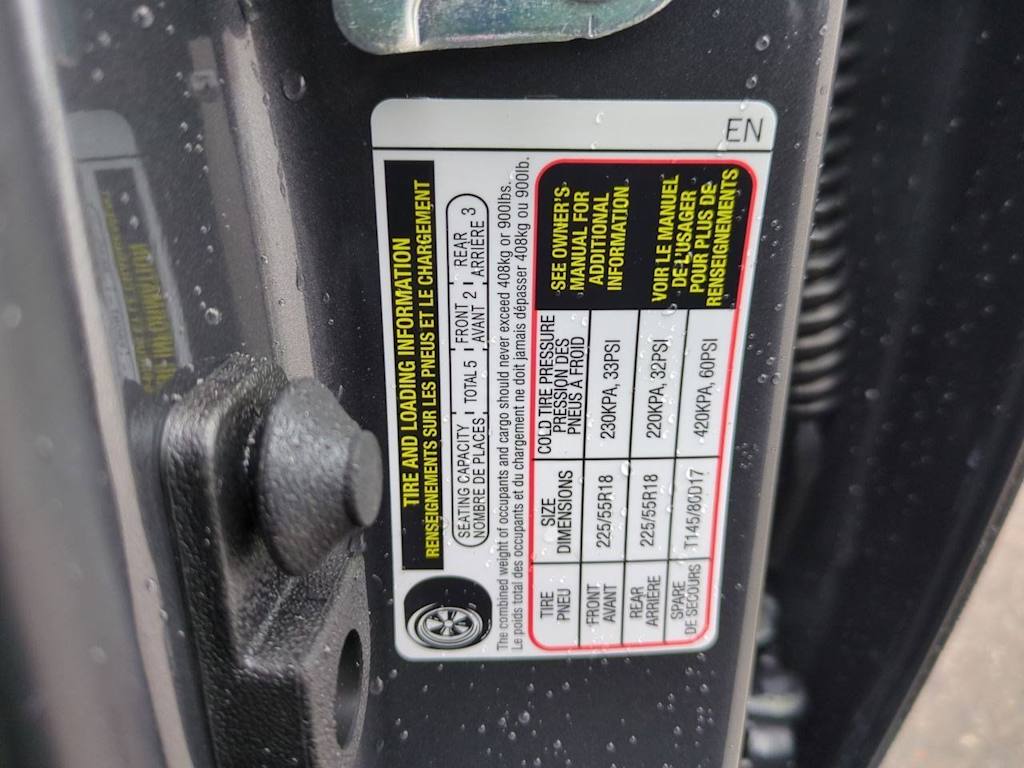 EN
TIRE AND LOADING INFORMATION
RENSEIGNEMENTS SUR LES PNEUS ET LE CHARGEMENT
SEATING CAPACITY TOTAL 5 FRONT 2 REAR 3
NOMBRE DE PLACES AVANT ARRIÈRE
The combined weight of occupants and cargo should never exceed 408kg or 900lbs.
Le poids total des occupants et du chargement ne doit jamais dépasser 408kg ou 900lb.
TIRE SIZE COLD TIRE PRESSURE
PNEU DIMENSIONS PRESSION DES
PNEUS À FROID
FRONT 225/55R18 230KPA, 33PSI
AVANT
REAR 225/55R18 220KPA, 32PSI
ARRIÈRE
SPARE T145/80D17 420KPA, 60PSI
DE SECOURS
SEE OWNER'S
MANUAL FOR
ADDITIONAL
INFORMATION
VOIR LE MANUEL
DE L'USAGER
POUR PLUS DE
RENSEIGNEMENTS